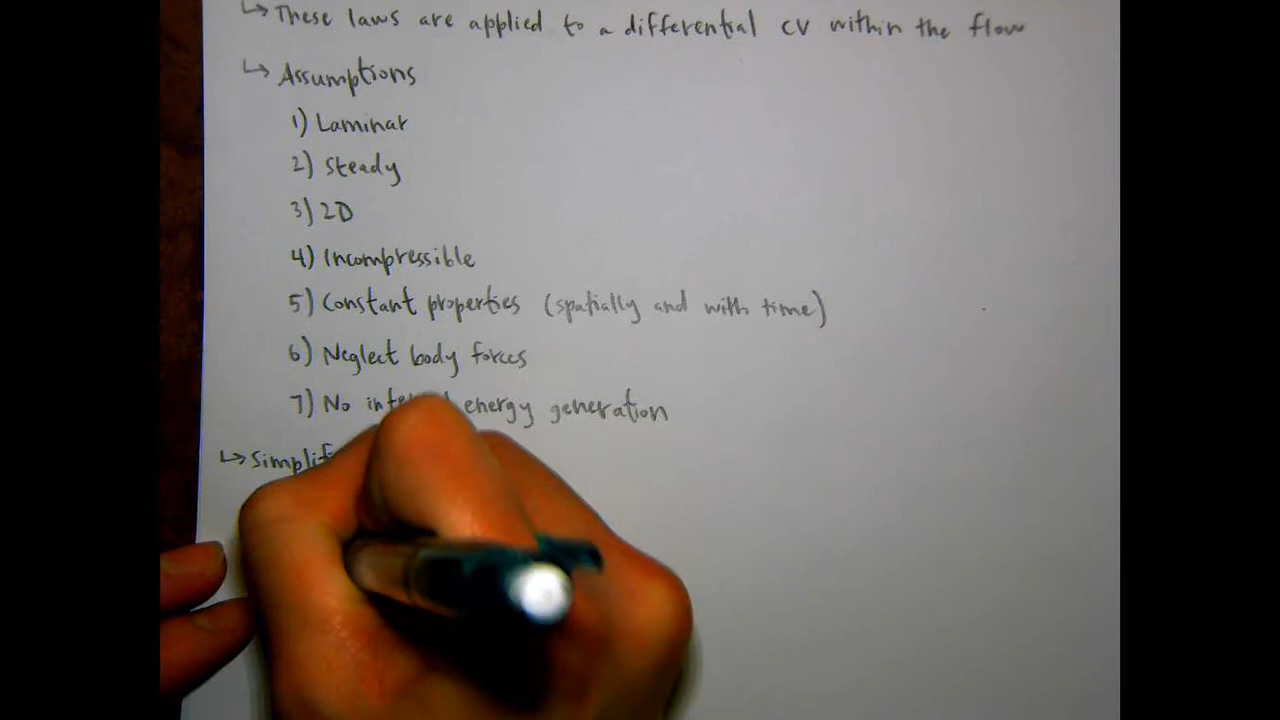 ↳ These laws are applied to a differential CV within the flow
↳ Assumptions
1) Laminar
2) Steady
3) 2D
4) Incompressible
5) Constant properties (spatially and with time)
6) Neglect body forces
7) No energy generation
↳